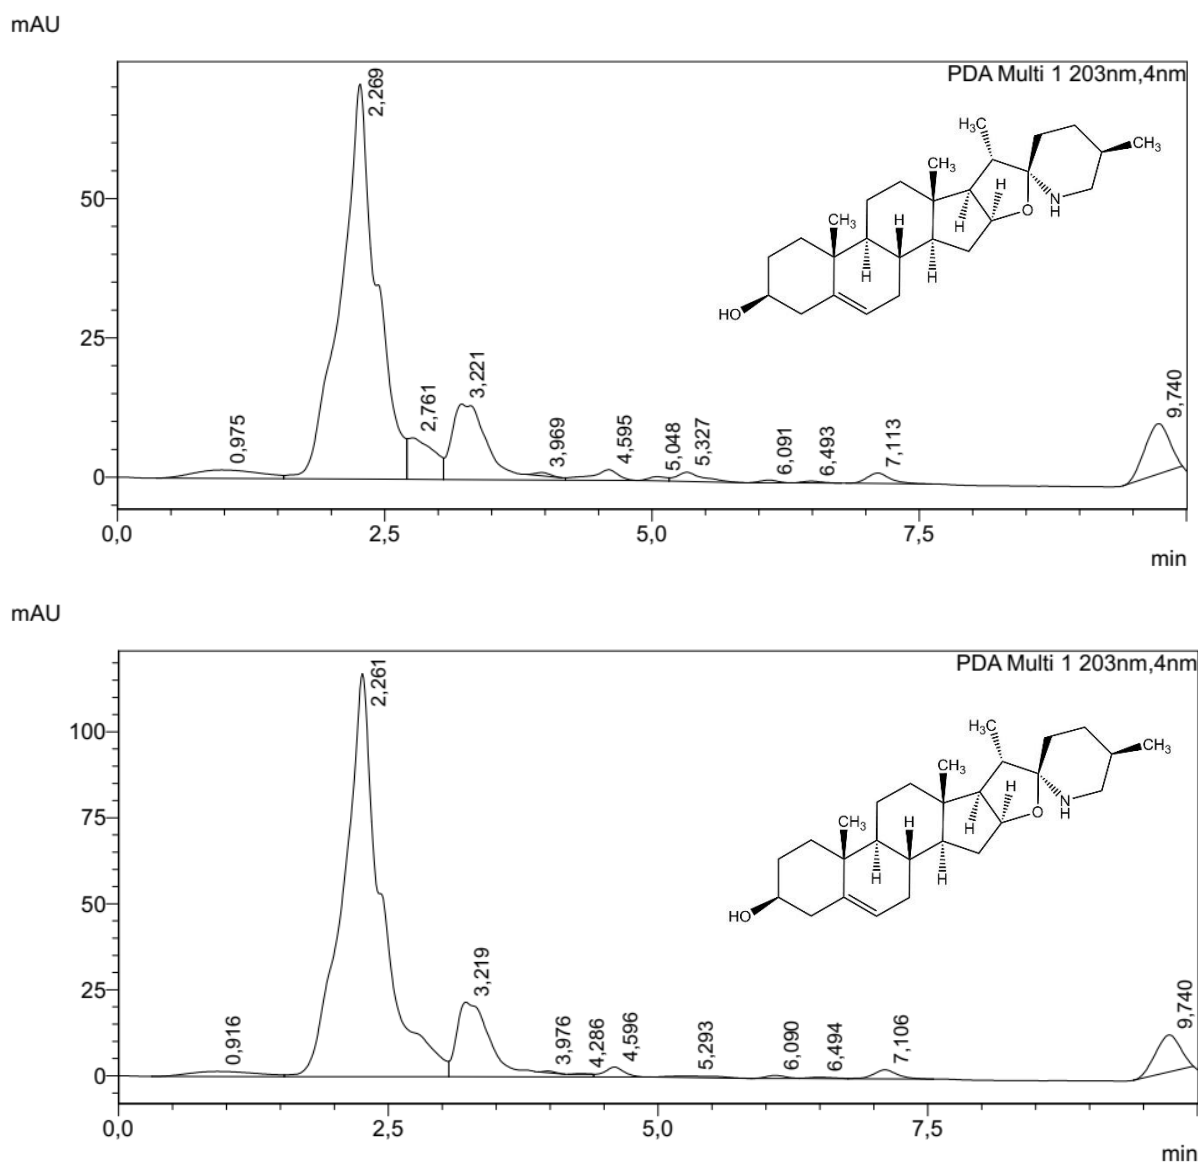 mAU
PDA Multi 1 203nm,4nm
2,269
50
25
0
0,975
2,761
3,221
3,969
4,595
5,048
5,327
6,091
6,493
7,113
9,740
H₃C
CH₃
CH₃
H
O
N
H
H
CH₃
H
H
H
HO
0,0
2,5
5,0
7,5
min
mAU
PDA Multi 1 203nm,4nm
2,261
100
75
50
25
0
0,916
3,219
3,976
4,286
4,596
5,293
6,090
6,494
7,106
9,740
H₃C
CH₃
CH₃
H
O
N
H
H
CH₃
H
H
H
HO
0,0
2,5
5,0
7,5
min